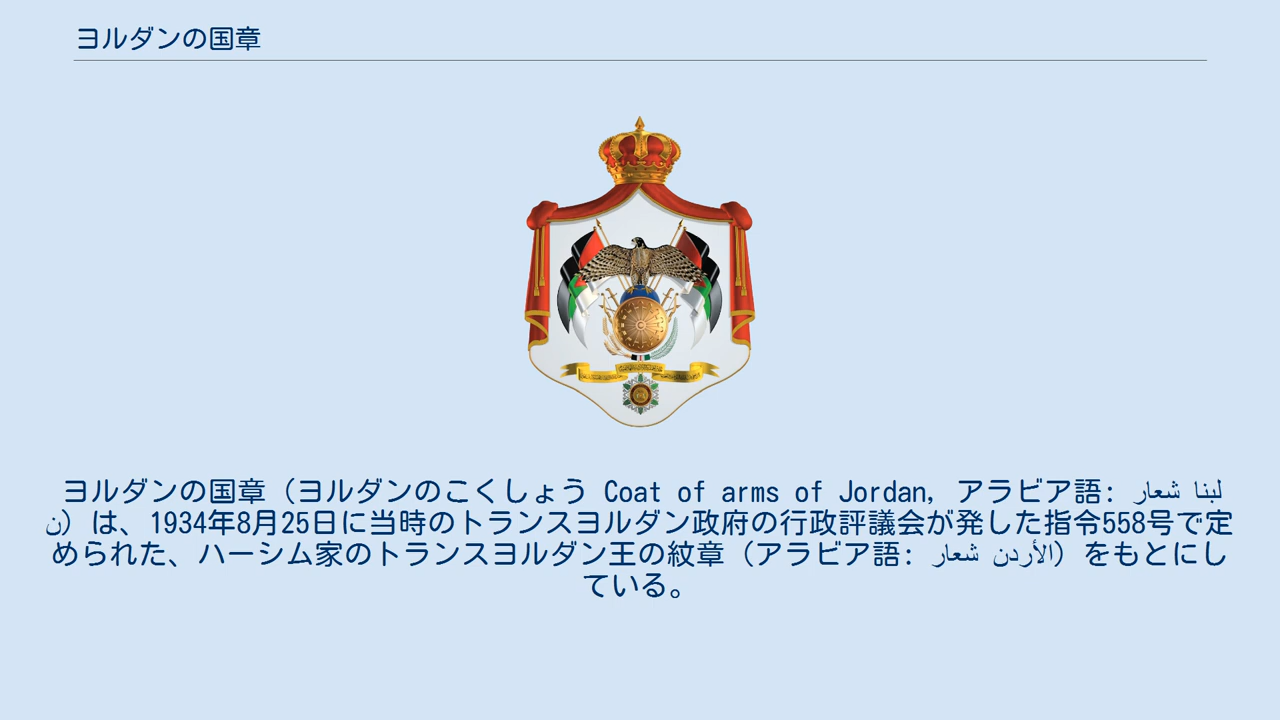 ヨルダンの国章
ヨルダンの国章（ヨルダンのこくしょう Coat of arms of Jordan, アラビア語: شعار لبنا
ن）は、1934年8月25日に当時のトランスヨルダン政府の行政評議会が発した指令558号で定
められた、ハーシム家のトランスヨルダン王の紋章（アラビア語: شعار الأردن）をもとにし
ている。